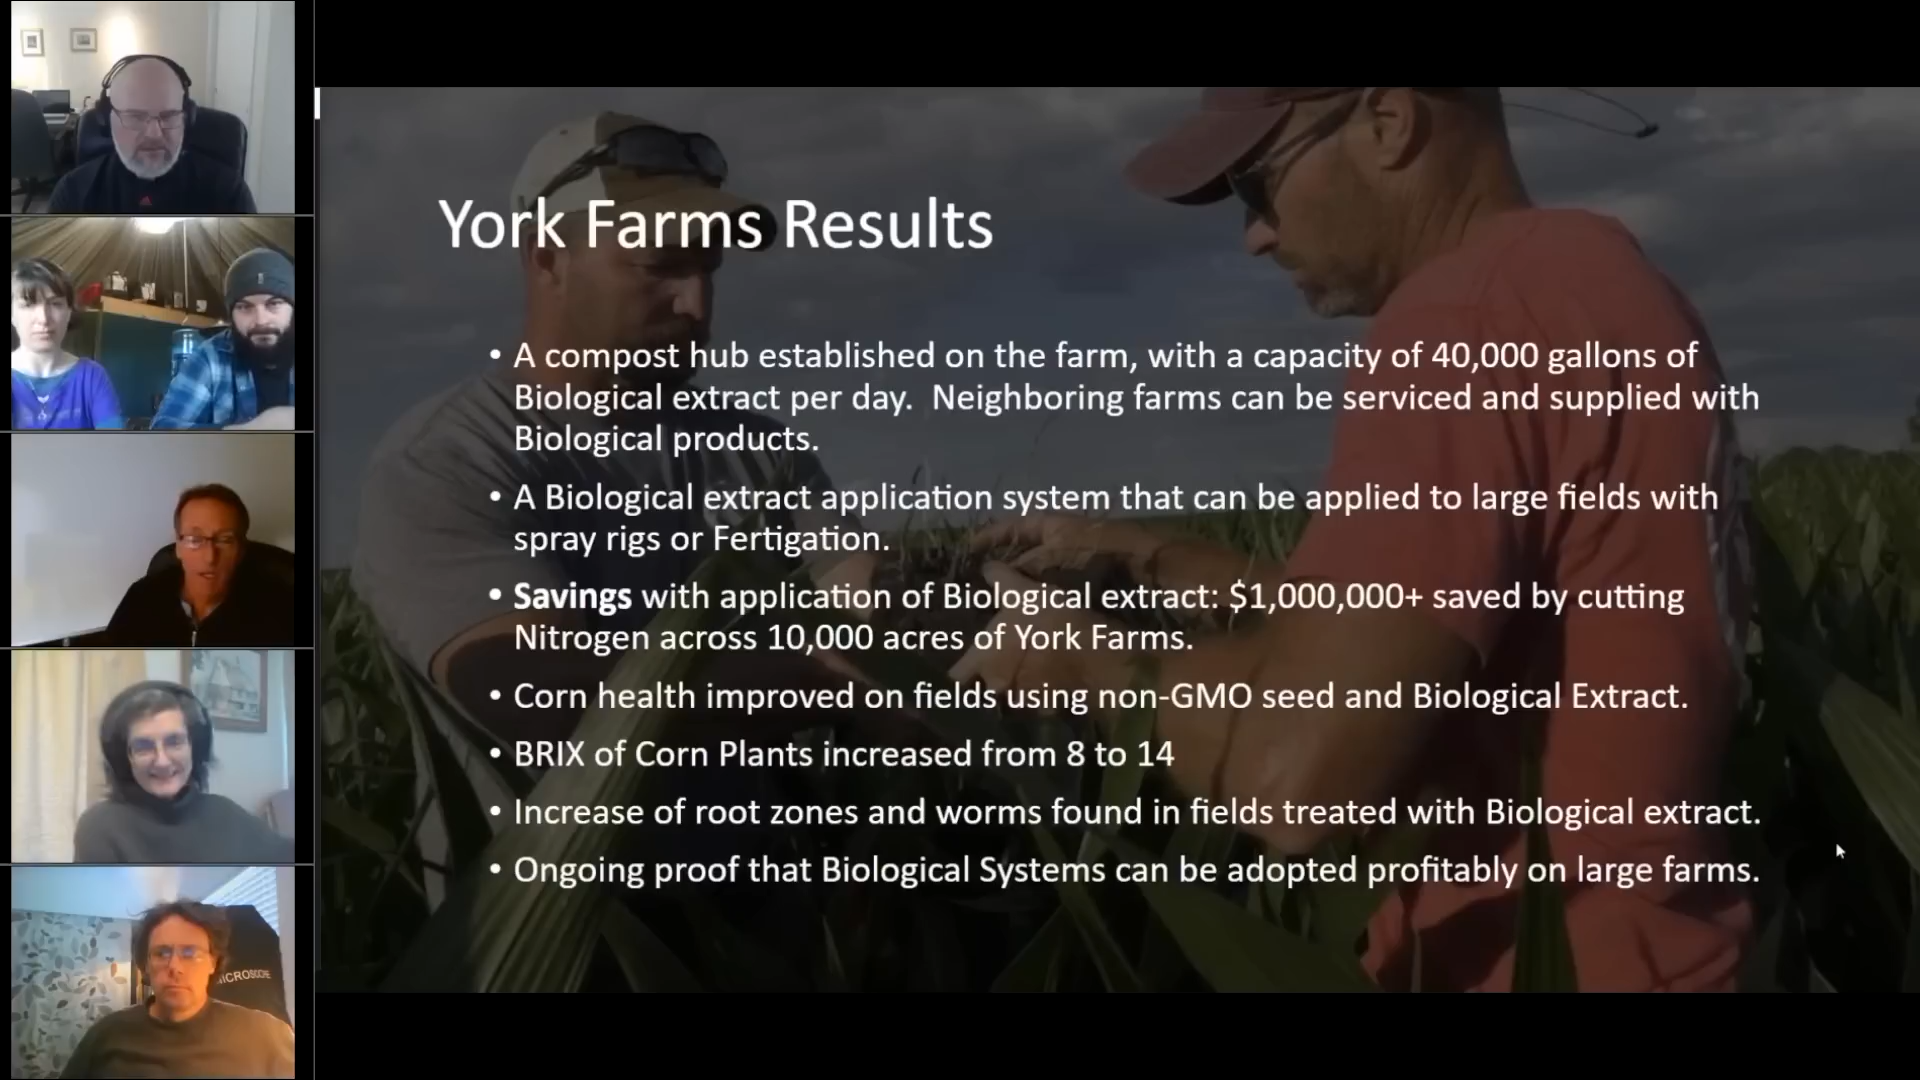 York Farms Results
• A compost hub established on the farm, with a capacity of 40,000 gallons of
Biological extract per day. Neighboring farms can be serviced and supplied with
Biological products.
• A Biological extract application system that can be applied to large fields with
spray rigs or Fertigation.
• Savings with application of Biological extract: $1,000,000+ saved by cutting
Nitrogen across 10,000 acres of York Farms.
• Corn health improved on fields using non-GMO seed and Biological Extract.
• BRIX of Corn Plants increased from 8 to 14
• Increase of root zones and worms found in fields treated with Biological extract.
• Ongoing proof that Biological Systems can be adopted profitably on large farms.